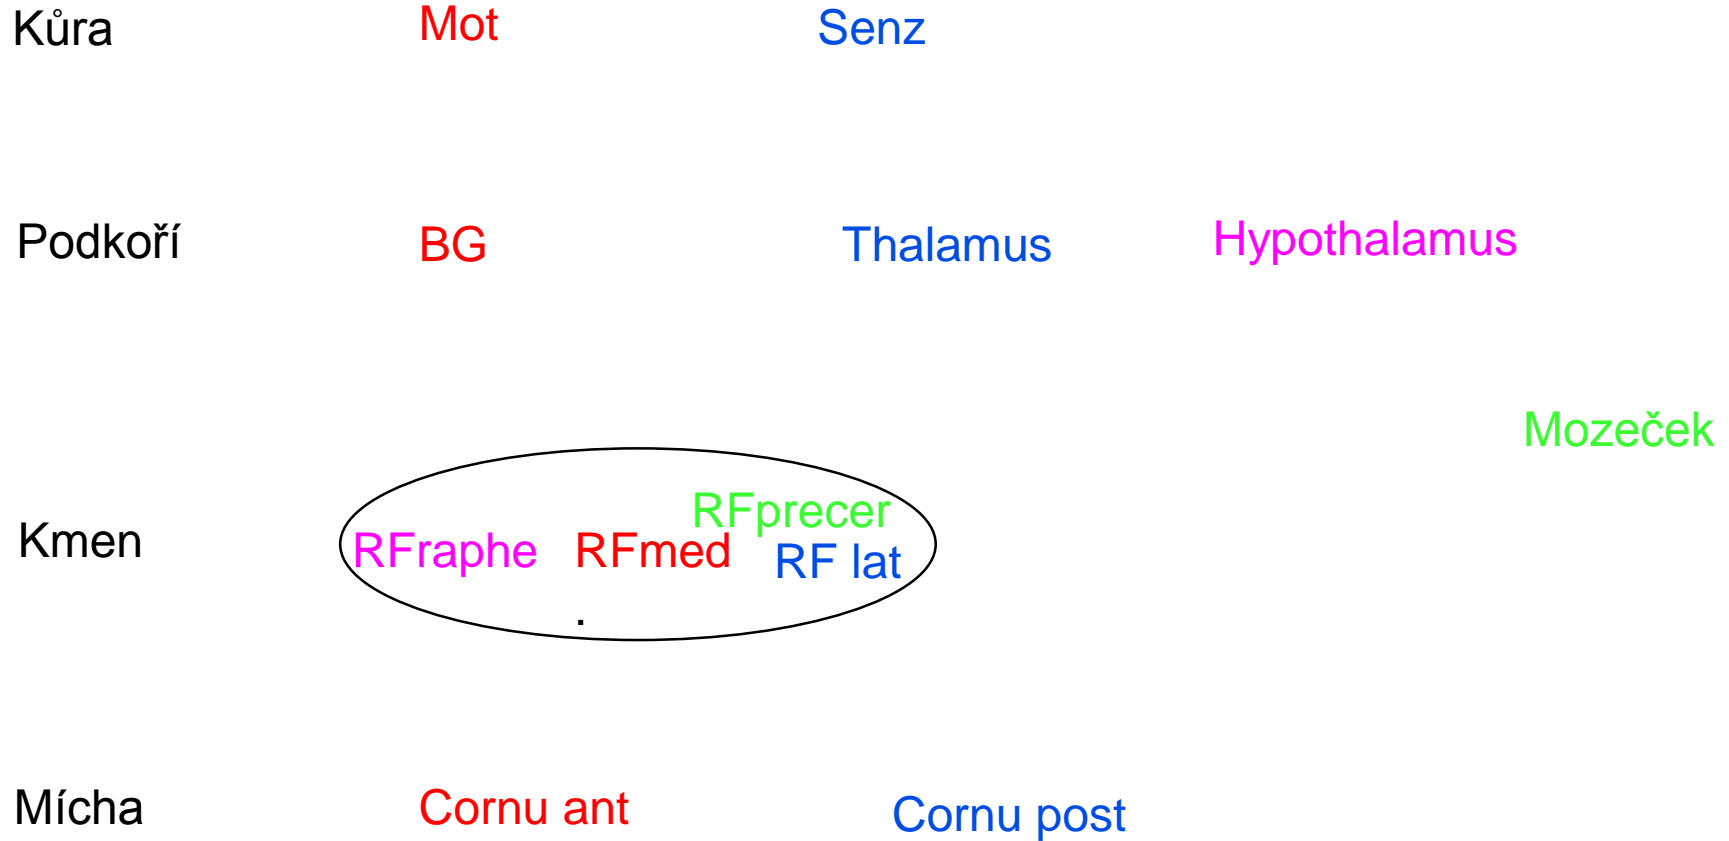 Kůra Mot Senz
Podkoří BG Thalamus Hypothalamus
Mozeček
RFprecer
Kmen RFraphe RFmed RF lat
.
Mícha Cornu ant Cornu post